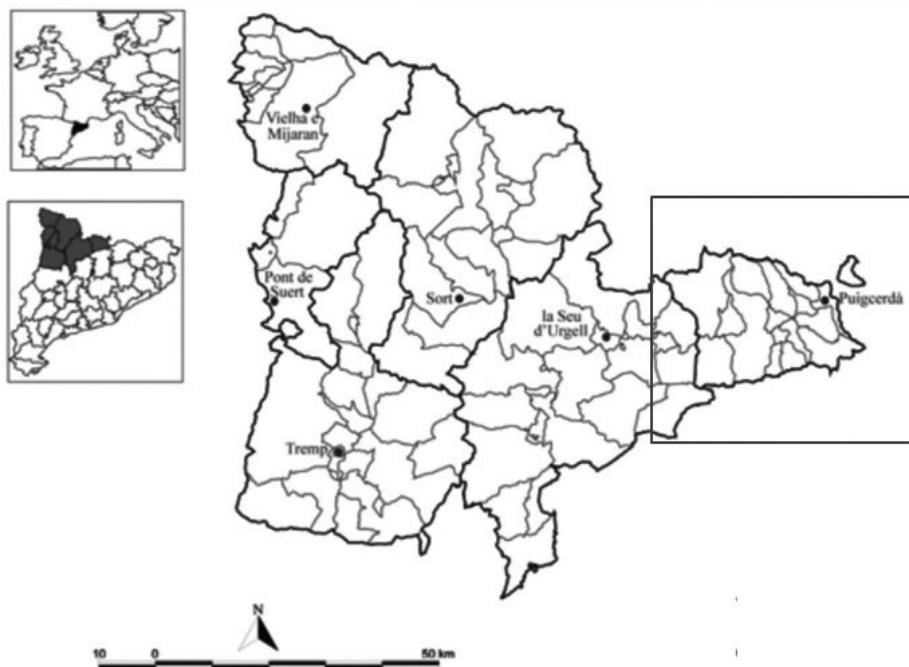 Vielha e
Mijaran
Pont de
Suert
Sort
la Seu
d'Urgell
Puigcerdà
Tremp
N
10 0 50 km